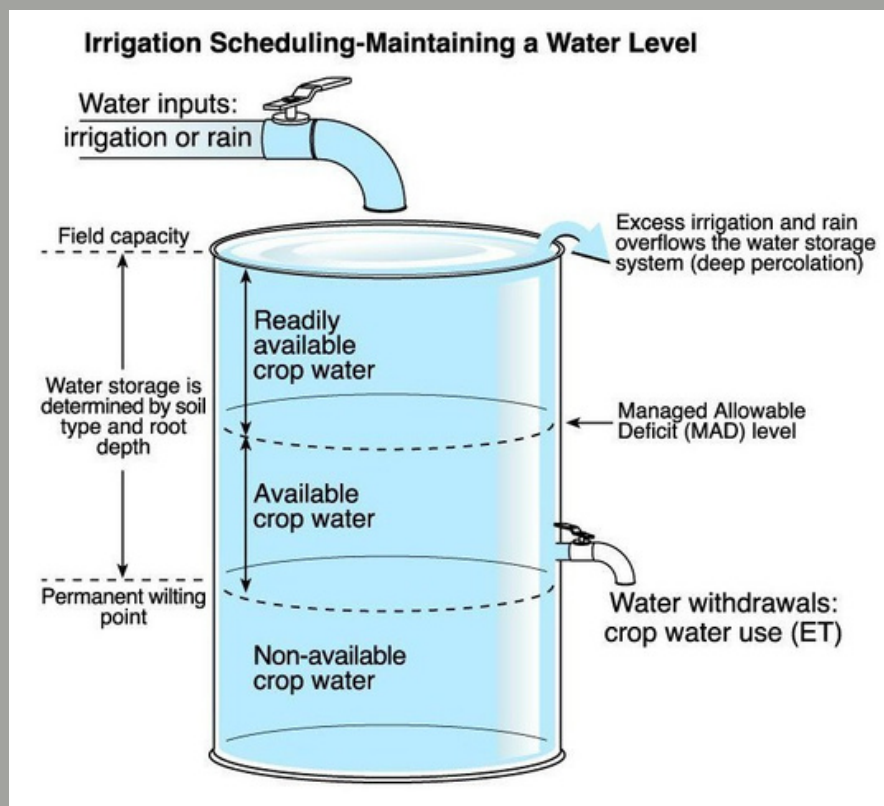 Irrigation Scheduling-Maintaining a Water Level
Water inputs:
irrigation or rain
Field capacity
Excess irrigation and rain
overflows the water storage
system (deep percolation)
Readily
available
crop water
Water storage is
determined by soil
type and root
depth
Managed Allowable
Deficit (MAD) level
Available
crop water
Permanent wilting
point
Water withdrawals:
crop water use (ET)
Non-available
crop water